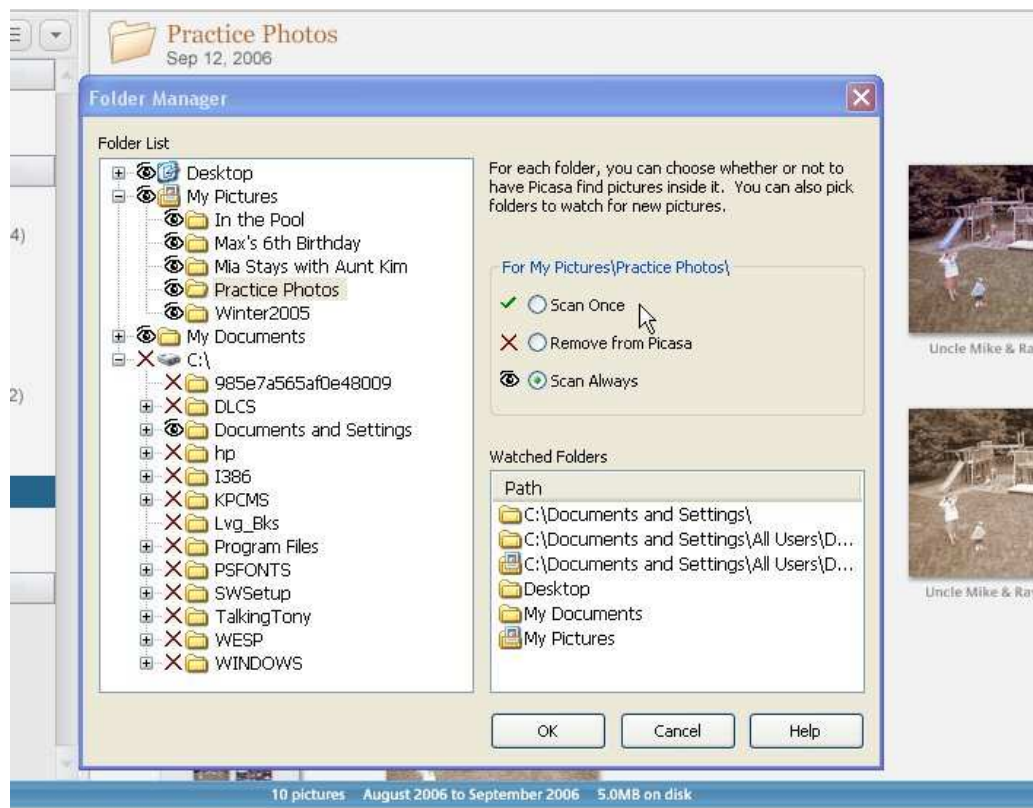 Practice Photos
Sep 12, 2006
Folder Manager
Folder List
Desktop
My Pictures
In the Pool
Max's 6th Birthday
Mia Stays with Aunt Kim
Practice Photos
Winter2005
My Documents
C:\
985e7a565af0e48009
DLCS
Documents and Settings
hp
I386
KPCMS
Lvg_Bks
Program Files
PSFONTS
SWSetup
TalkingTony
WESP
WINDOWS
For each folder, you can choose whether or not to
have Picasa find pictures inside it. You can also pick
folders to watch for new pictures.
For My Pictures\Practice Photos\
Scan Once
Remove from Picasa
Scan Always
Watched Folders
Path
C:\Documents and Settings\
C:\Documents and Settings\All Users\D...
C:\Documents and Settings\All Users\D...
Desktop
My Documents
My Pictures
OK Cancel Help
4)
2)
Uncle Mike & Ra
Uncle Mike & Ra
10 pictures August 2006 to September 2006 5.0MB on disk